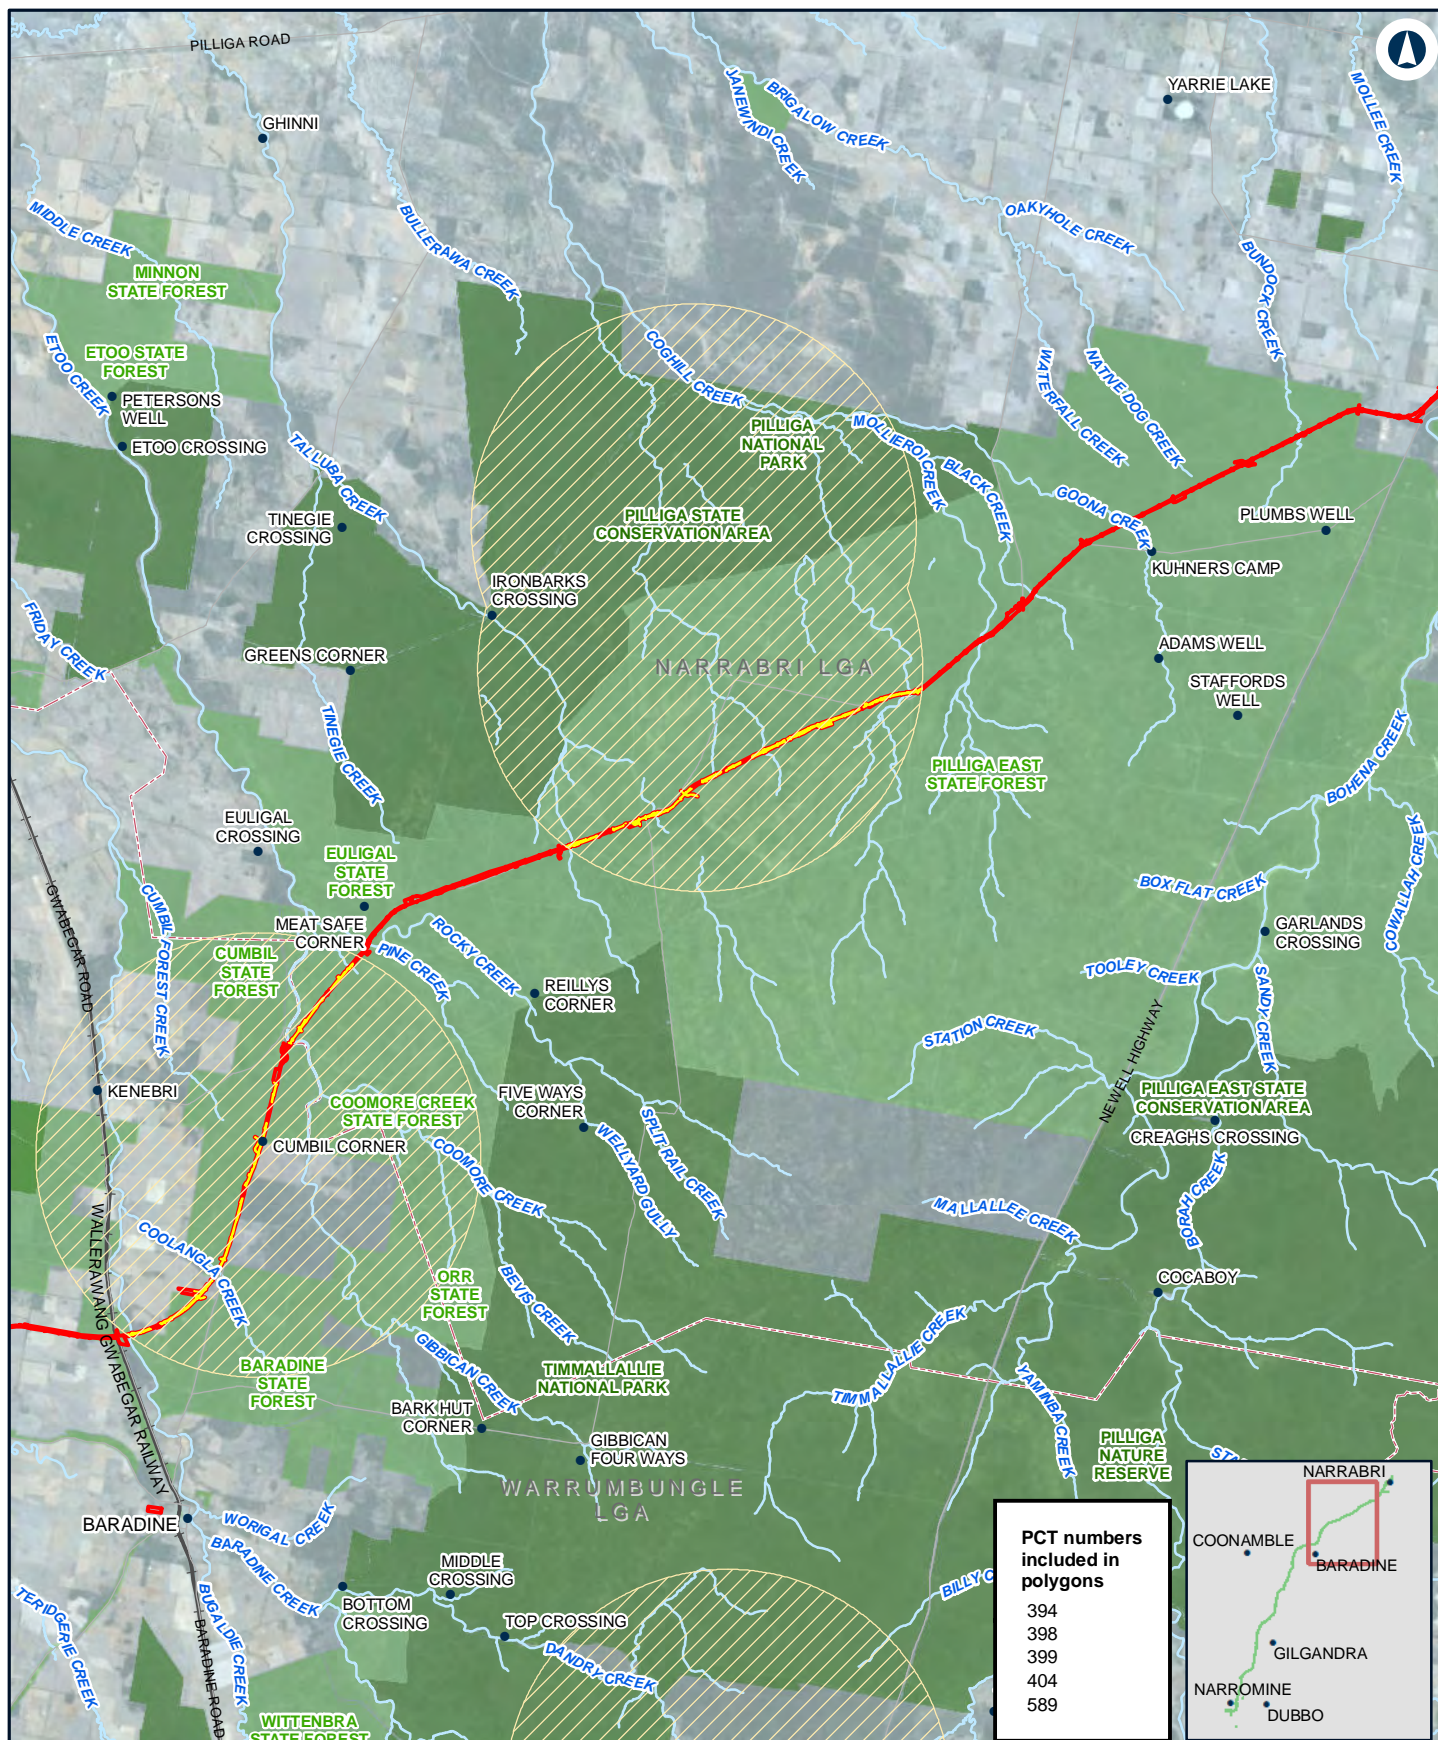 PILLIGA ROAD
YARRIE LAKE
GHINNI
JANEWINDI CREEK
BRIGALOW CREEK
MOLLEE CREEK
MIDDLE CREEK
BULLERAWA CREEK
OAKYHOLE CREEK
BUNDOCK CREEK
MINNON
STATE FOREST
ETOO CREEK
ETOO STATE
FOREST
PETERSONS
WELL
ETOO CROSSING
COGHILL CREEK
WATERFALL CREEK
NATIVE DOG CREEK
PILLIGA
NATIONAL
PARK
MOLLIEROI CREEK
BLACK CREEK
TALLUBA CREEK
TINEGIE
CROSSING
PILLIGA STATE
CONSERVATION AREA
GOONA CREEK
PLUMBS WELL
KUHNERS CAMP
IRONBARKS
CROSSING
FRIDAY CREEK
GREENS CORNER
NARRABRI LGA
ADAMS WELL
STAFFORDS
WELL
TINEGIE CREEK
PILLIGA EAST
STATE FOREST
BOHENA CREEK
EULIGAL
CROSSING
EULIGAL
STATE
FOREST
COWALLAH CREEK
BOX FLAT CREEK
GWABEGAR ROAD
CUMBIL FOREST CREEK
MEAT SAFE
CORNER
CUMBIL
STATE
FOREST
PINE CREEK
ROCKY CREEK
GARLANDS
CROSSING
TOOLEY CREEK
SANDY CREEK
REILLYS
CORNER
STATION CREEK
NEWELL HIGHWAY
KENEBRI
COOMORE CREEK
STATE FOREST
FIVE WAYS
CORNER
PILLIGA EAST STATE
CONSERVATION AREA
CREAGHS CROSSING
CUMBIL CORNER
COOMORE CREEK
WELLYARD GULLY
SPLIT RAIL CREEK
BORAH CREEK
MALLALLEE CREEK
COOLANGLA CREEK
WALLERAWANG GWABEGAR RAILWAY
ORR
STATE
FOREST
BEVIS CREEK
COCABOY
GIBBICAN CREEK
TIMMALLALLIE CREEK
BARADINE
STATE
FOREST
TIMMALLALLIE
NATIONAL PARK
YAMINBA CREEK
BARK HUT
CORNER
GIBBICAN
FOUR WAYS
PILLIGA
NATURE
RESERVE
STA
WARRUMBUNGLE
LGA
BARADINE
WORIGAL CREEK
BARADINE CREEK
MIDDLE
CROSSING
BOTTOM
CROSSING
TOP CROSSING
DANDRY CREEK
BILLY C
TERIDGERIE CREEK
BUGALDIE CREEK
BARADINE ROAD
WITTENBRA
STATE FOREST
PCT numbers
included in
polygons
394
398
399
404
589
NARRABRI
COONAMBLE
BARADINE
GILGANDRA
NARROMINE
DUBBO